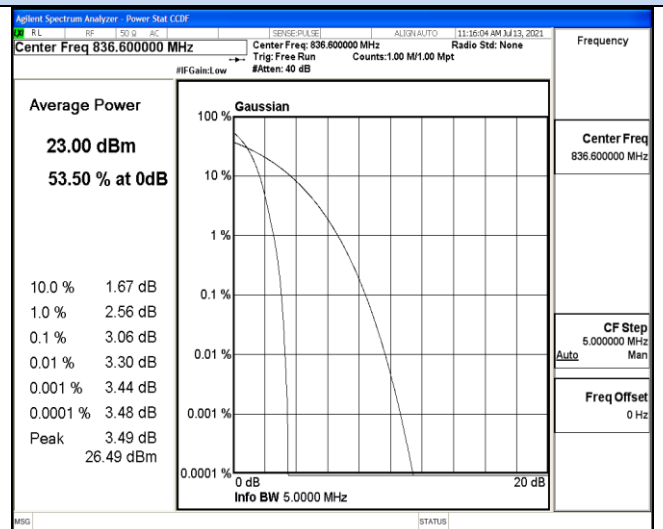 Agilent Spectrum Analyzer - Power Stat CCDF
RL RF 50 Ω AC SENSE:PULSE ALIGN AUTO 11:16:04 AM Jul 13, 2021
Center Freq 836.600000 MHz
Center Freq: 836.600000 MHz Radio Std: None
Trig: Free Run Counts:1.00 M/1.00 Mpt
#IFGain:Low #Atten: 40 dB
Frequency
Average Power
23.00 dBm
53.50 % at 0dB
10.0 % 1.67 dB
1.0 % 2.56 dB
0.1 % 3.06 dB
0.01 % 3.30 dB
0.001 % 3.44 dB
0.0001 % 3.48 dB
Peak 3.49 dB
26.49 dBm
Gaussian
100 %
10 %
1 %
0.1 %
0.01 %
0.001 %
0.0001 %
0 dB 20 dB
Info BW 5.0000 MHz
Center Freq
836.600000 MHz
CF Step
5.000000 MHz
Auto Man
Freq Offset
0 Hz
MSG STATUS